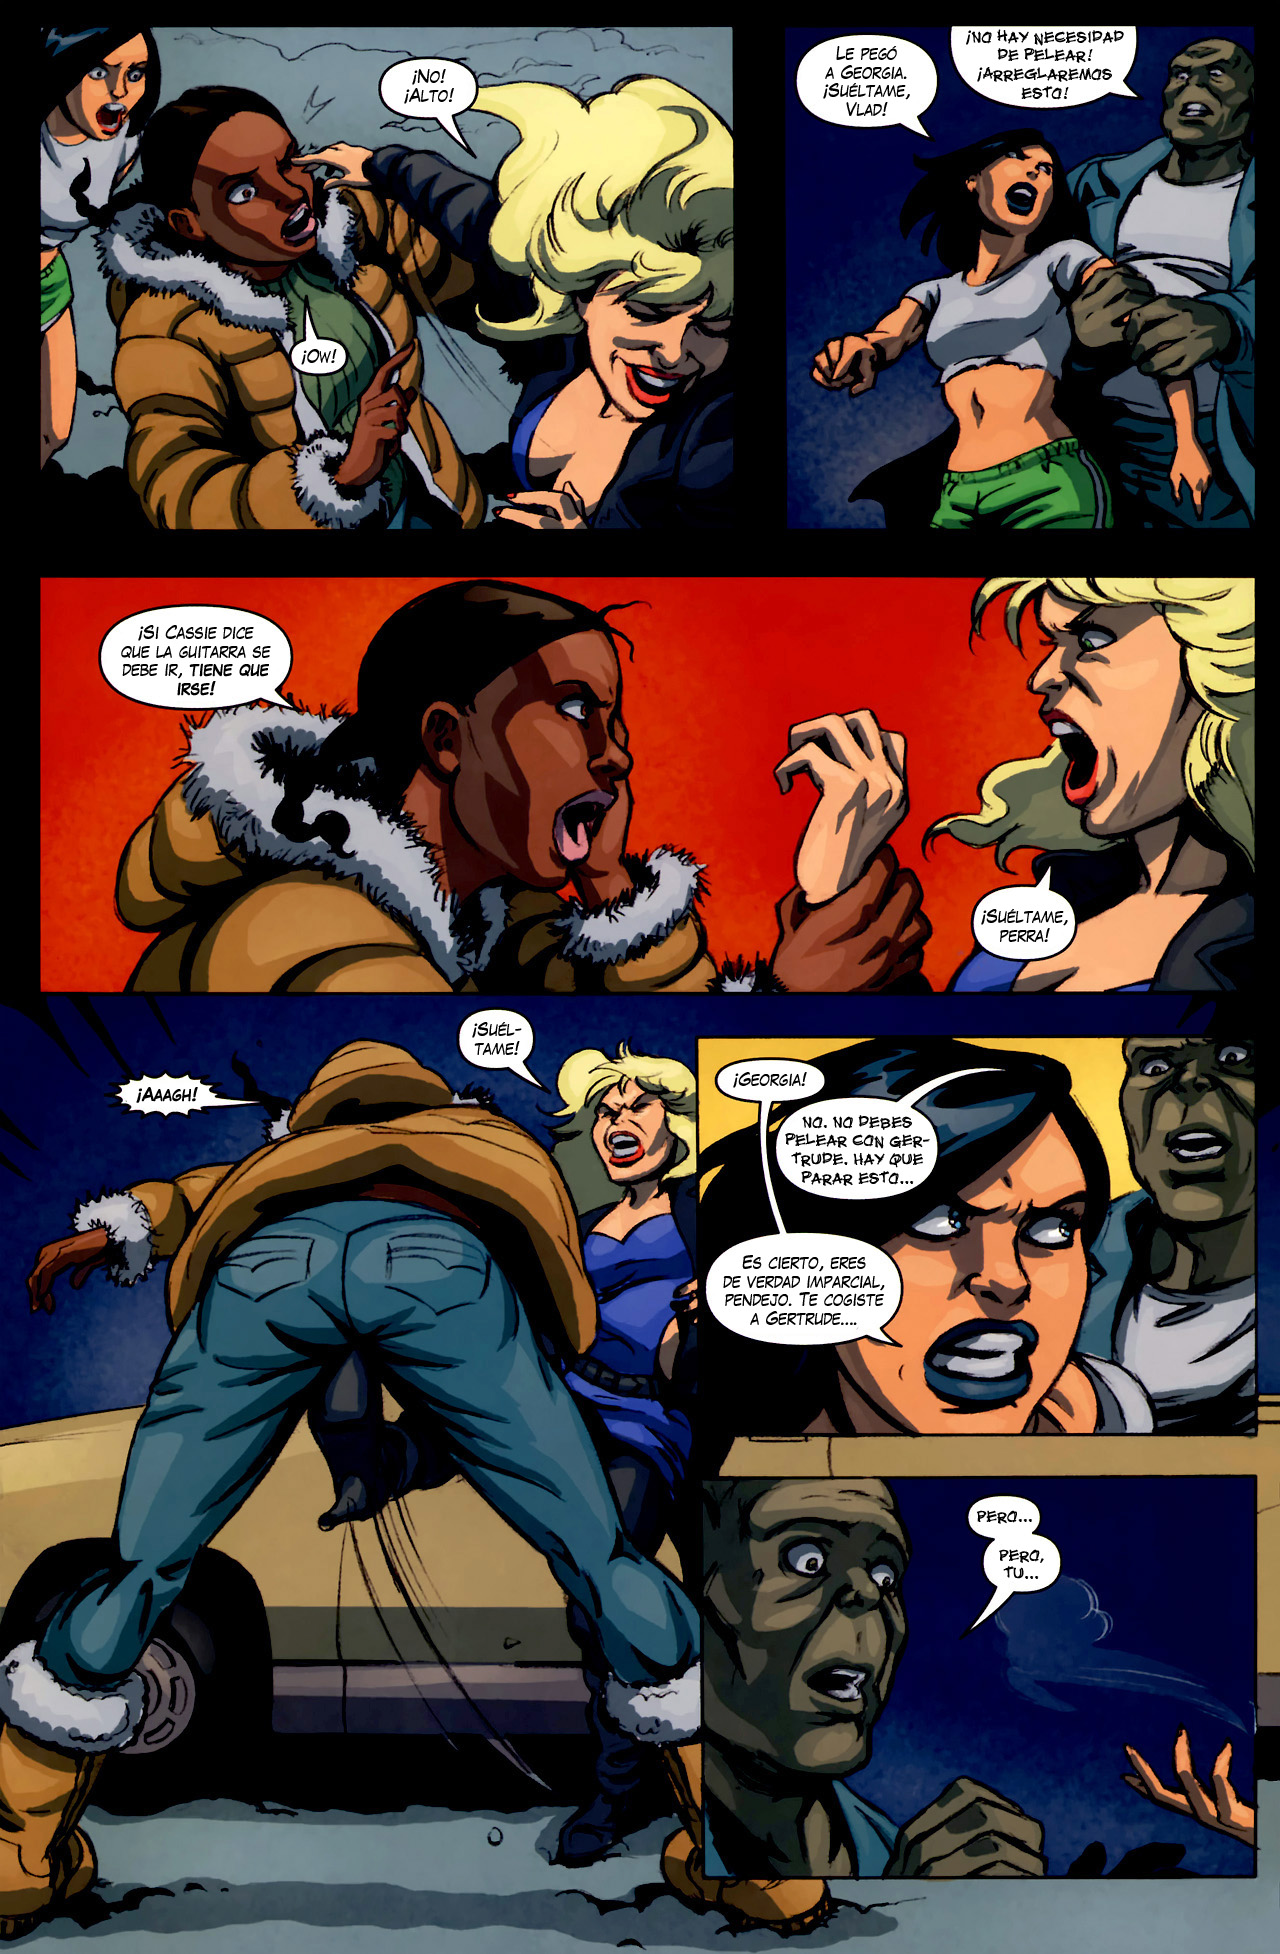 ¡No!
¡Alto!
¡Ow!
Le pegó
a Georgia.
¡Suéltame,
Vlad!
¡No hay necesidad
de pelear!
¡Arreglaremos
esto!
¡Si Cassie dice
que la guitarra se
debe ir, tiene que
irse!
¡Suéltame,
perra!
¡Aaagh!
¡Suél-
tame!
¡Georgia!
No. No debes
pelear con Ger-
trude. Hay que
parar esto...
Es cierto, eres
de verdad imparcial,
pendejo. Te cogiste
a Gertrude....
Pero...
Pero,
tu...